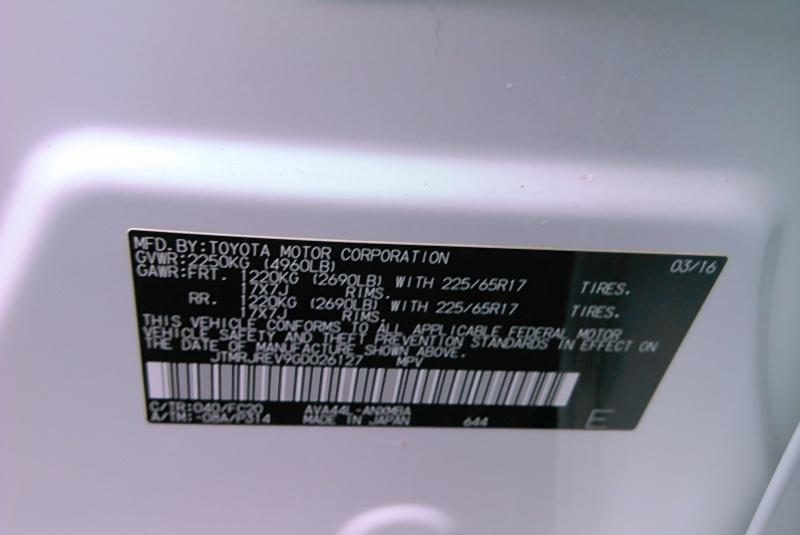 MFD. BY: TOYOTA MOTOR CORPORATION 03/16
GVWR: 2250KG (4960LB)
GAWR: FRT. 1220KG (2690LB) WITH 225/65R17 TIRES.
17X7J RIMS.
RR. 1220KG (2690LB) WITH 225/65R17 TIRES.
17X7J RIMS.
THIS VEHICLE CONFORMS TO ALL APPLICABLE FEDERAL MOTOR
VEHICLE SAFETY AND THEFT PREVENTION STANDARDS IN EFFECT ON
THE DATE OF MANUFACTURE SHOWN ABOVE.
JTMRJREV9GD026127 MPV
C/TR: 040/FC20 AVA44L-ANXMBA
A/TM: -08A/P314 MADE IN JAPAN 644 E